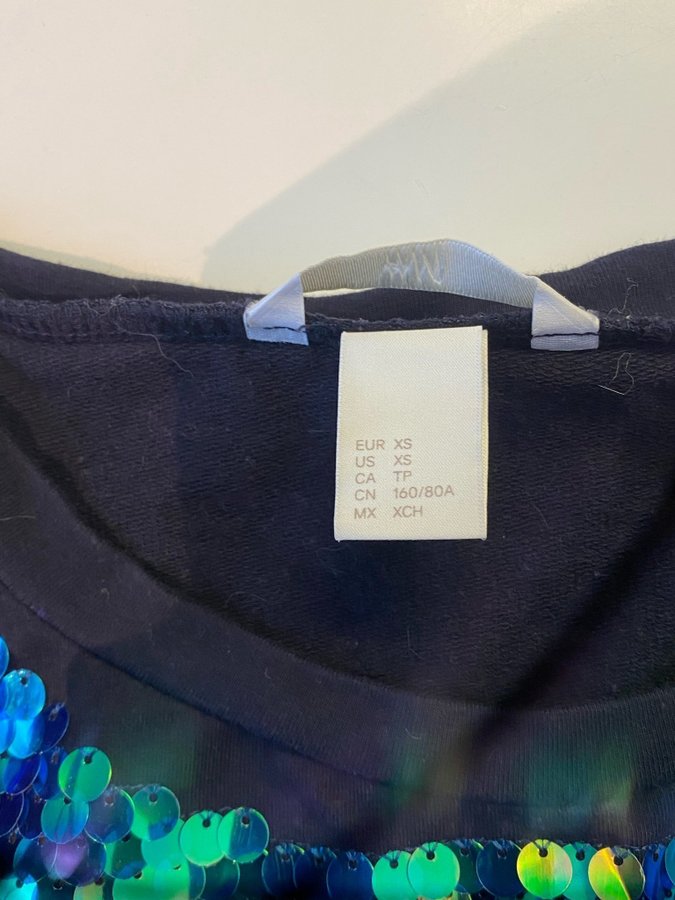 EUR XS
US XS
CA TP
CN 160/80A
MX XCH